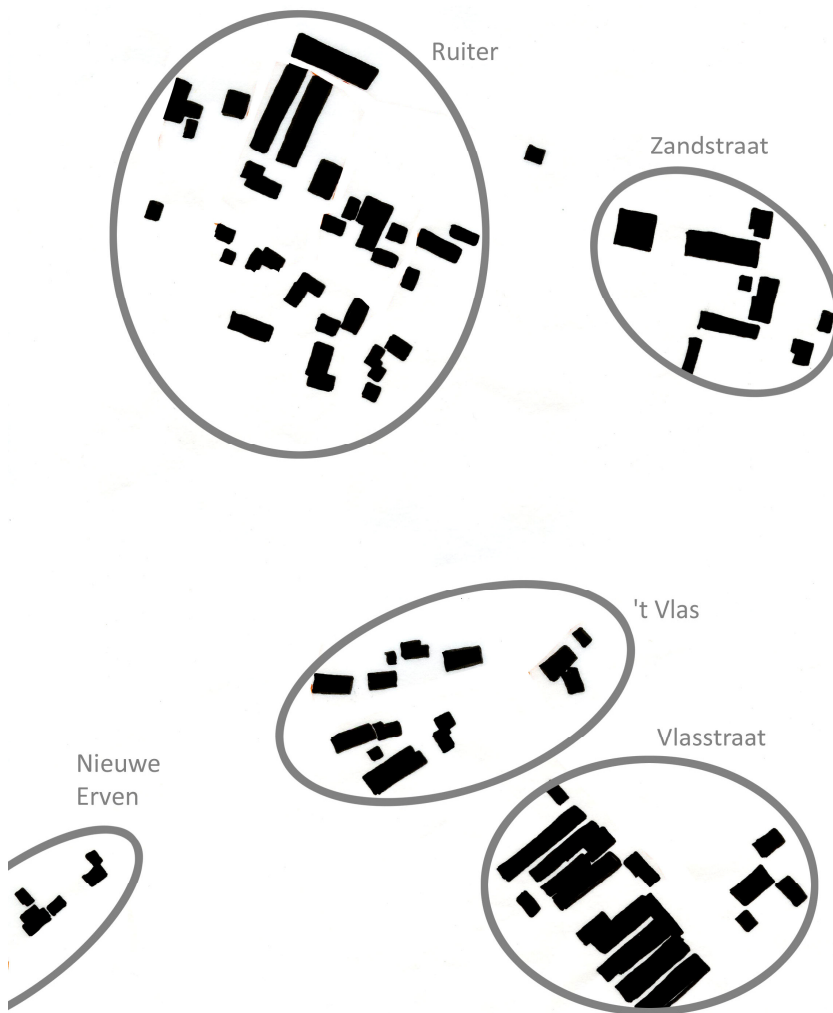 Ruiter
Zandstraat
't Vlas
Vlasstraat
Nieuwe
Erven